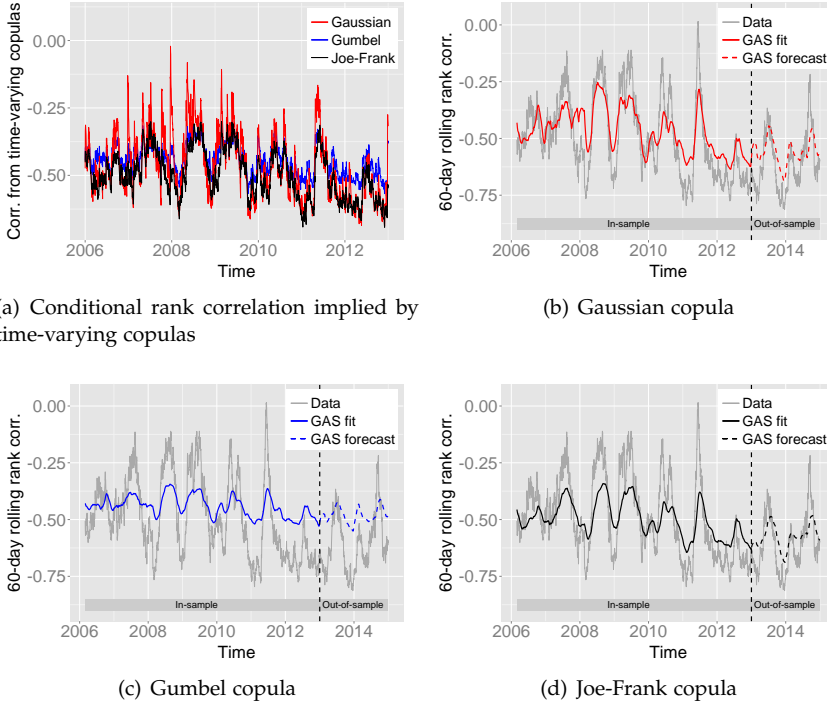 Corr. from time-varying copulas
0.00
-0.25
-0.50
Gaussian
Gumbel
Joe-Frank
2006
2008
2010
2012
Time
(a) Conditional rank correlation implied by
time-varying copulas
60-day rolling rank corr.
0.00
-0.25
-0.50
-0.75
Data
GAS fit
GAS forecast
In-sample
Out-of-sample
2006
2008
2010
2012
2014
Time
(b) Gaussian copula
60-day rolling rank corr.
0.00
-0.25
-0.50
-0.75
Data
GAS fit
GAS forecast
In-sample
Out-of-sample
2006
2008
2010
2012
2014
Time
(c) Gumbel copula
60-day rolling rank corr.
0.00
-0.25
-0.50
-0.75
Data
GAS fit
GAS forecast
In-sample
Out-of-sample
2006
2008
2010
2012
2014
Time
(d) Joe-Frank copula